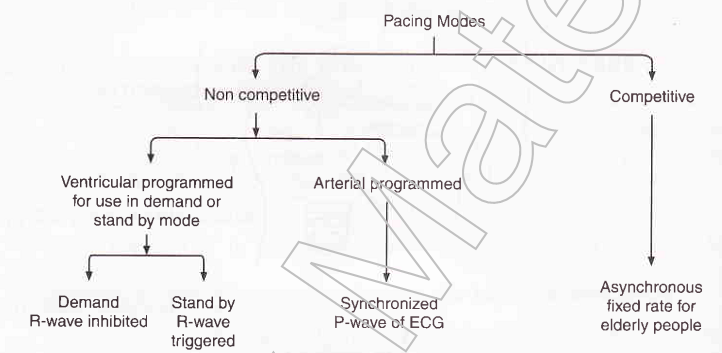 Pacing Modes
Non competitive
Competitive
Ventricular programmed
for use in demand or
stand by mode
Arterial programmed
Demand
R-wave inhibited
Stand by
R-wave
triggered
Synchronized
P-wave of ECG
Asynchronous
fixed rate for
elderly people
Mate